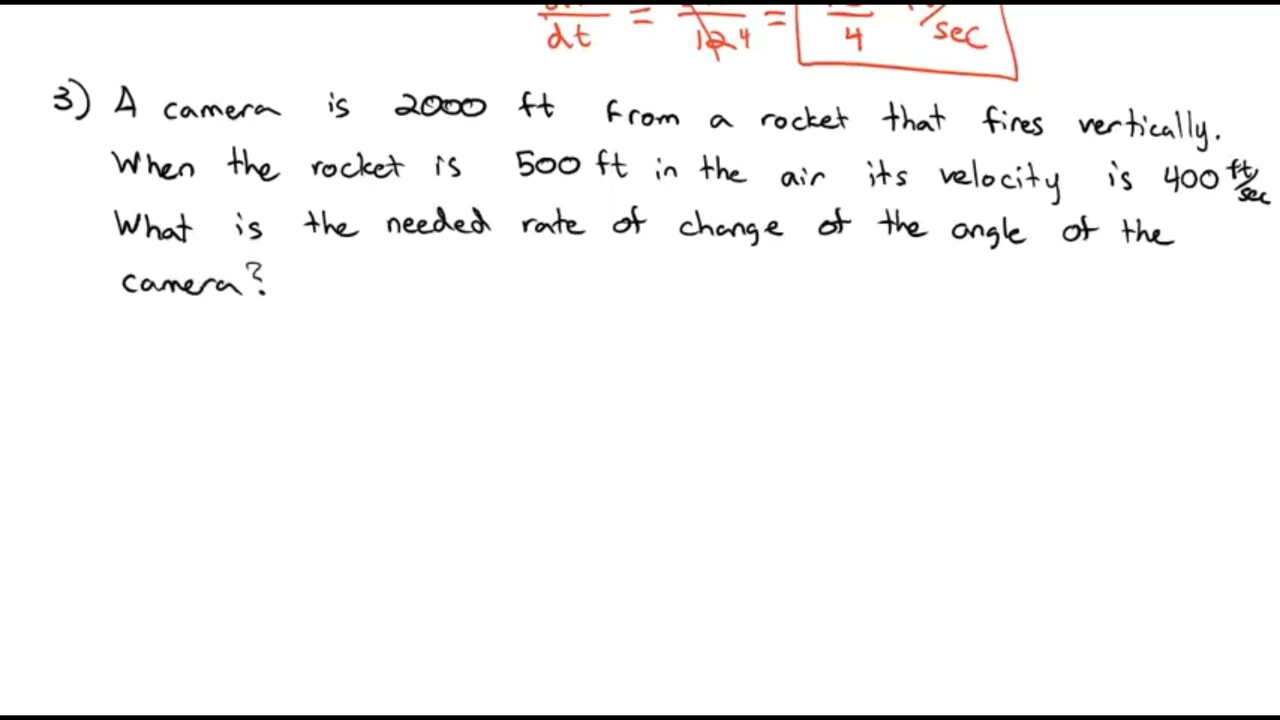 dt = 124 = 4 sec
3) A camera is 2000 ft from a rocket that fires vertically.
When the rocket is 500 ft in the air its velocity is 400 ft/sec
What is the needed rate of change of the angle of the
camera?